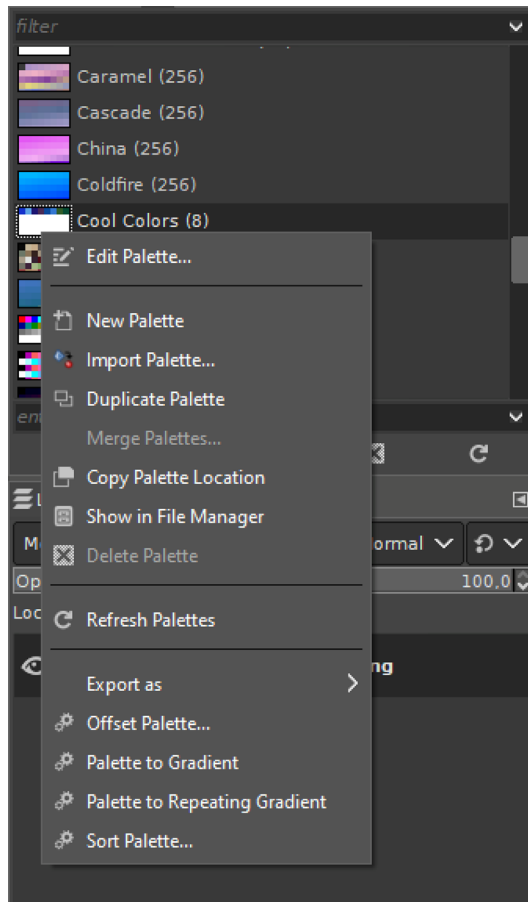 filter
Caramel (256)
Cascade (256)
China (256)
Coldfire (256)
Cool Colors (8)
Edit Palette...
New Palette
Import Palette...
Duplicate Palette
Merge Palettes...
Copy Palette Location
Show in File Manager
Delete Palette
100,0
Refresh Palettes
Export as
Offset Palette...
Palette to Gradient
Palette to Repeating Gradient
Sort Palette...